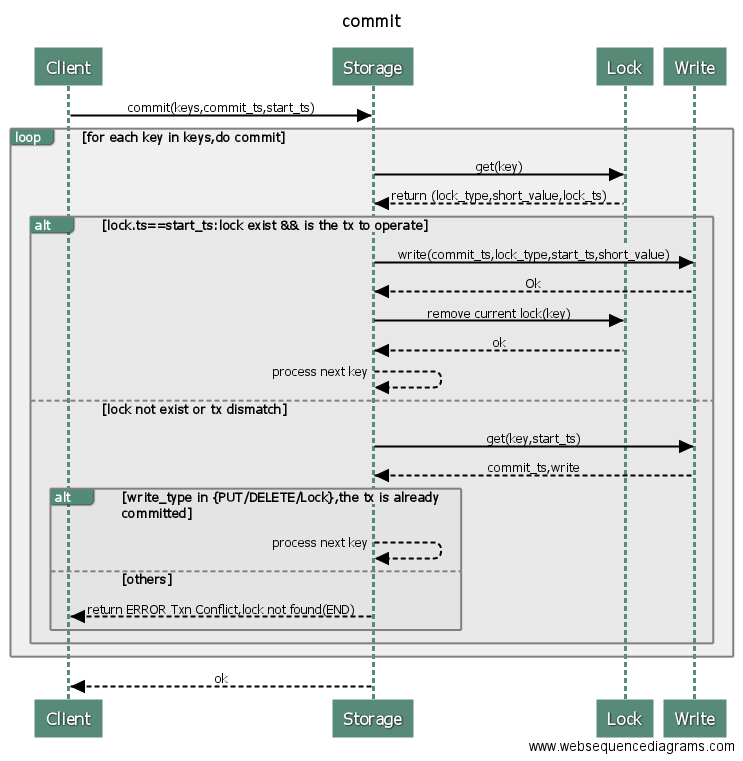 commit
Client Storage Lock Write
commit(keys,commit_ts,start_ts)
loop [for each key in keys,do commit]
get(key)
return (lock_type,short_value,lock_ts)
alt [lock.ts==start_ts:lock exist && is the tx to operate]
write(commit_ts,lock_type,start_ts,short_value)
Ok
remove current lock(key)
ok
process next key
[lock not exist or tx dismatch]
get(key,start_ts)
commit_ts,write
alt [write_type in {PUT/DELETE/Lock},the tx is already
committed]
process next key
[others]
return ERROR Txn Conflict,lock not found(END)
ok
Client Storage Lock Write
www.websequencediagrams.com